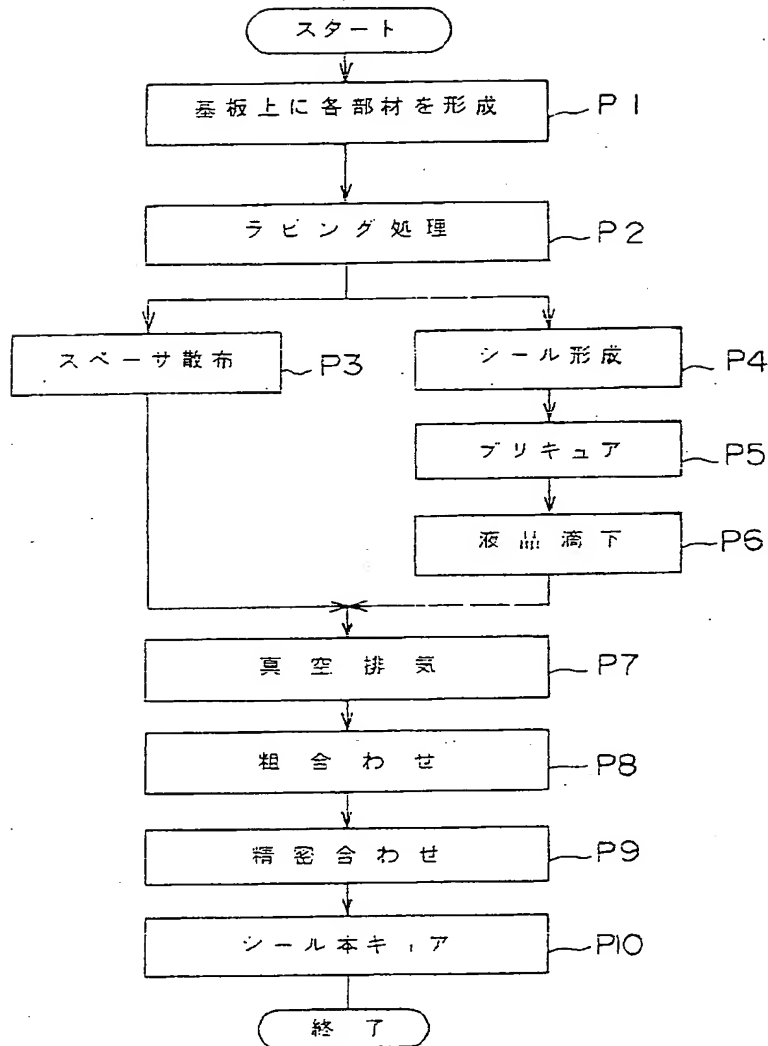 スタート
基板上に各部材を形成 P1
ラビング処理 P2
スペーサ散布 P3
シール形成 P4
プリキュア P5
液晶滴下 P6
真空排気 P7
粗合わせ P8
精密合わせ P9
シール本キュア P10
終了